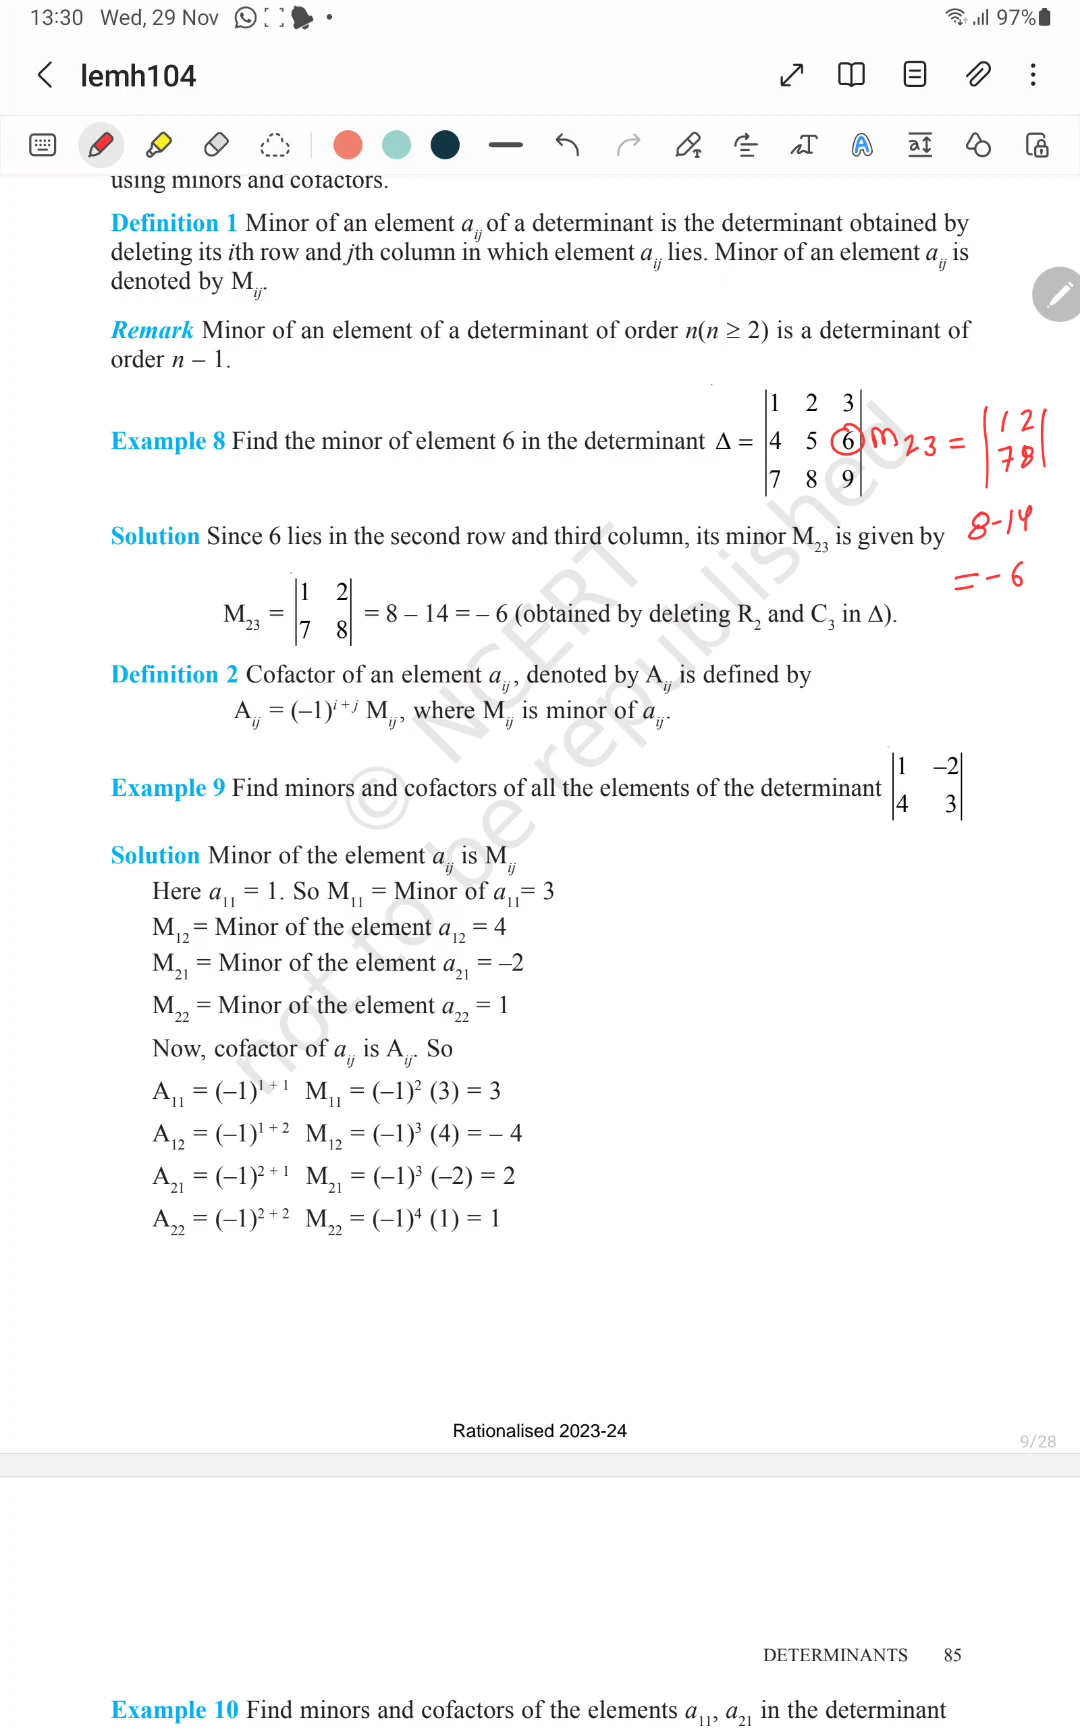 13:30 Wed, 29 Nov 97%
lemh104
using minors and cofactors.
Definition 1 Minor of an element aij of a determinant is the determinant obtained by
deleting its ith row and jth column in which element aij lies. Minor of an element aij is
denoted by Mij.
Remark Minor of an element of a determinant of order n(n ≥ 2) is a determinant of
order n – 1.
1 2 3
Example 8 Find the minor of element 6 in the determinant Δ = 4 5 6
7 8 9
M23 = |1 2|
|7 8|
8-14
= -6
Solution Since 6 lies in the second row and third column, its minor M23 is given by
M23 = |1 2|
|7 8| = 8 – 14 = – 6 (obtained by deleting R2 and C3 in Δ).
Definition 2 Cofactor of an element aij, denoted by Aij is defined by
Aij = (–1)^i + j Mij, where Mij is minor of aij.
Example 9 Find minors and cofactors of all the elements of the determinant |1 –2|
|4 3|
Solution Minor of the element aij is Mij
Here a11 = 1. So M11 = Minor of a11= 3
M12 = Minor of the element a12 = 4
M21 = Minor of the element a21 = –2
M22 = Minor of the element a22 = 1
Now, cofactor of aij is Aij. So
A11 = (–1)^1 + 1 M11 = (–1)² (3) = 3
A12 = (–1)^1 + 2 M12 = (–1)³ (4) = – 4
A21 = (–1)^2 + 1 M21 = (–1)³ (–2) = 2
A22 = (–1)^2 + 2 M22 = (–1)⁴ (1) = 1
© NCERT
not to be republished
Rationalised 2023-24
9/28
DETERMINANTS 85
Example 10 Find minors and cofactors of the elements a11, a21 in the determinant